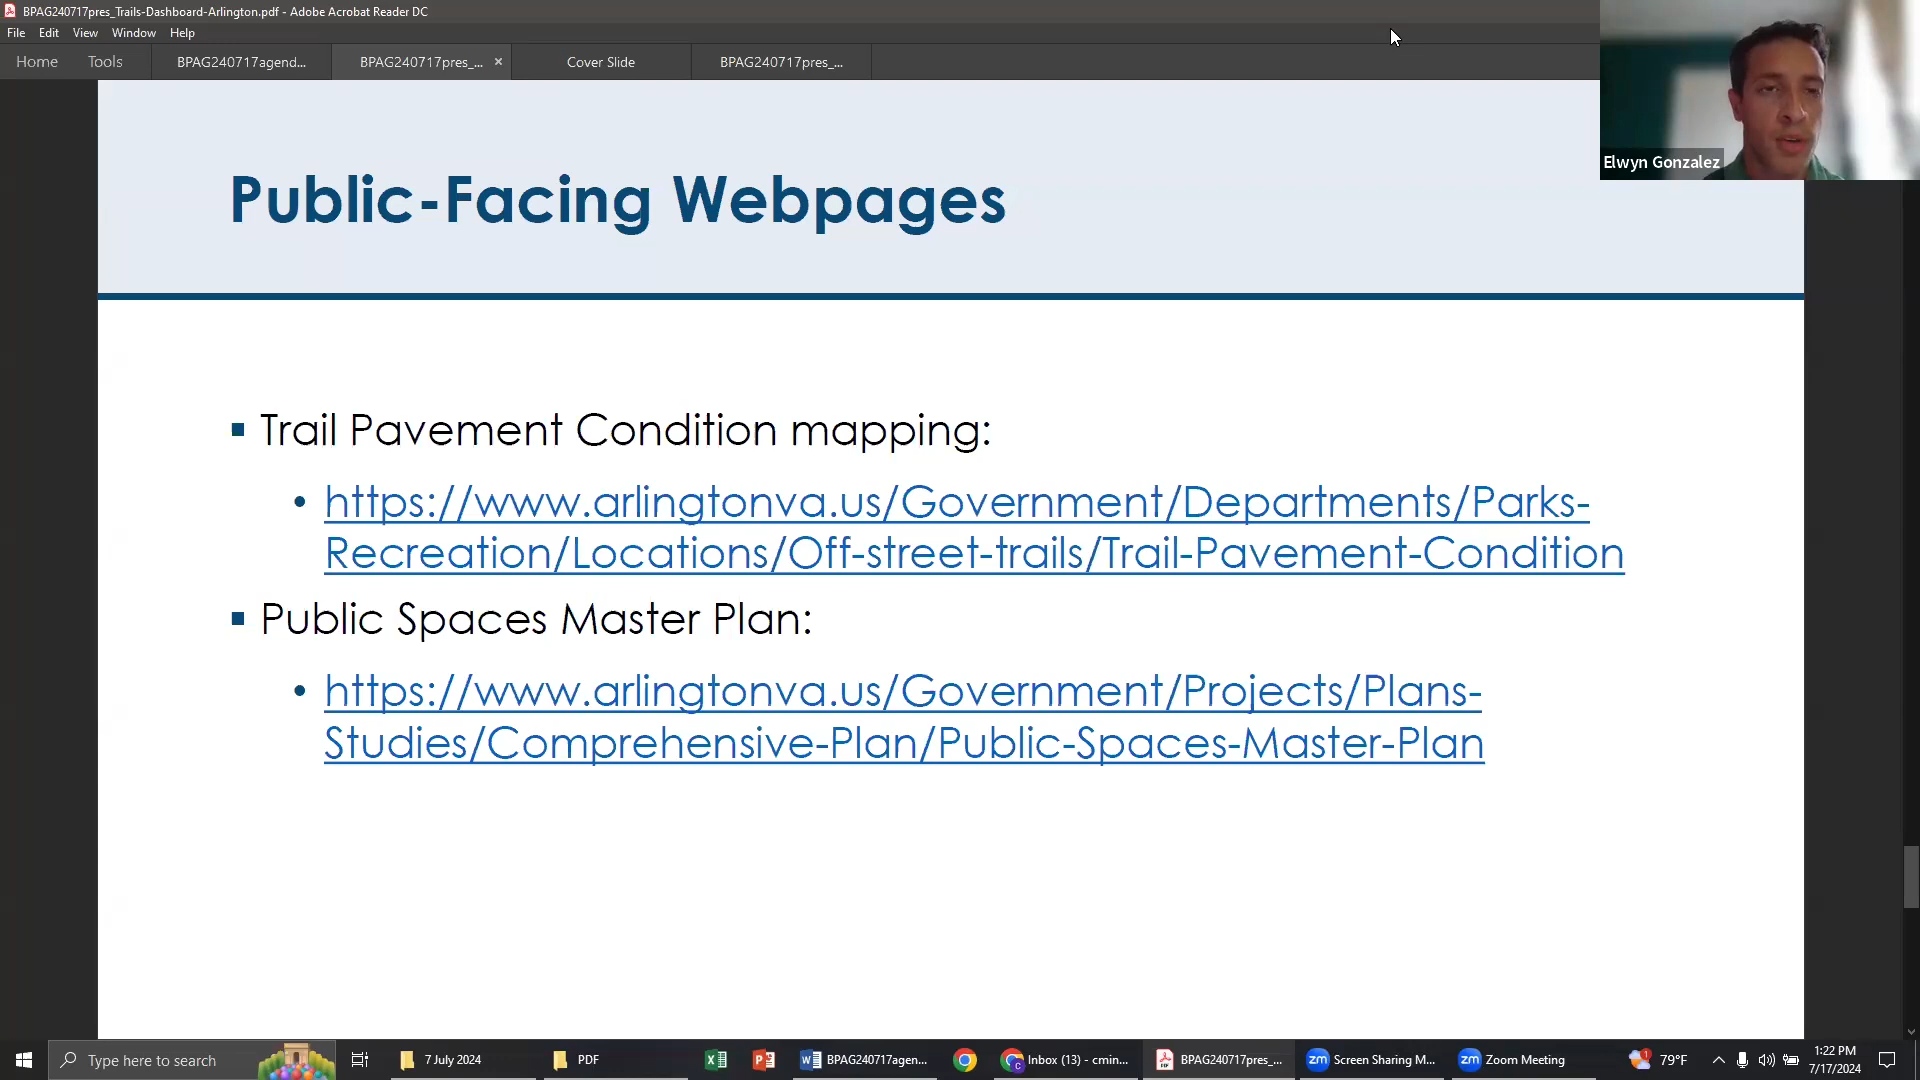 BPAG240717pres_Trails-Dashboard-Arlington.pdf - Adobe Acrobat Reader DC
File Edit View Window Help
Home Tools BPAG240717agend... BPAG240717pres_... × Cover Slide BPAG240717pres_...
Elwyn Gonzalez
Public-Facing Webpages
▪ Trail Pavement Condition mapping:
• https://www.arlingtonva.us/Government/Departments/Parks-
Recreation/Locations/Off-street-trails/Trail-Pavement-Condition
▪ Public Spaces Master Plan:
• https://www.arlingtonva.us/Government/Projects/Plans-
Studies/Comprehensive-Plan/Public-Spaces-Master-Plan
Type here to search 7 July 2024 PDF BPAG240717agen... Inbox (13) - cmin... BPAG240717pres_... zm Screen Sharing M... zm Zoom Meeting 1 79°F 1:22 PM
7/17/2024